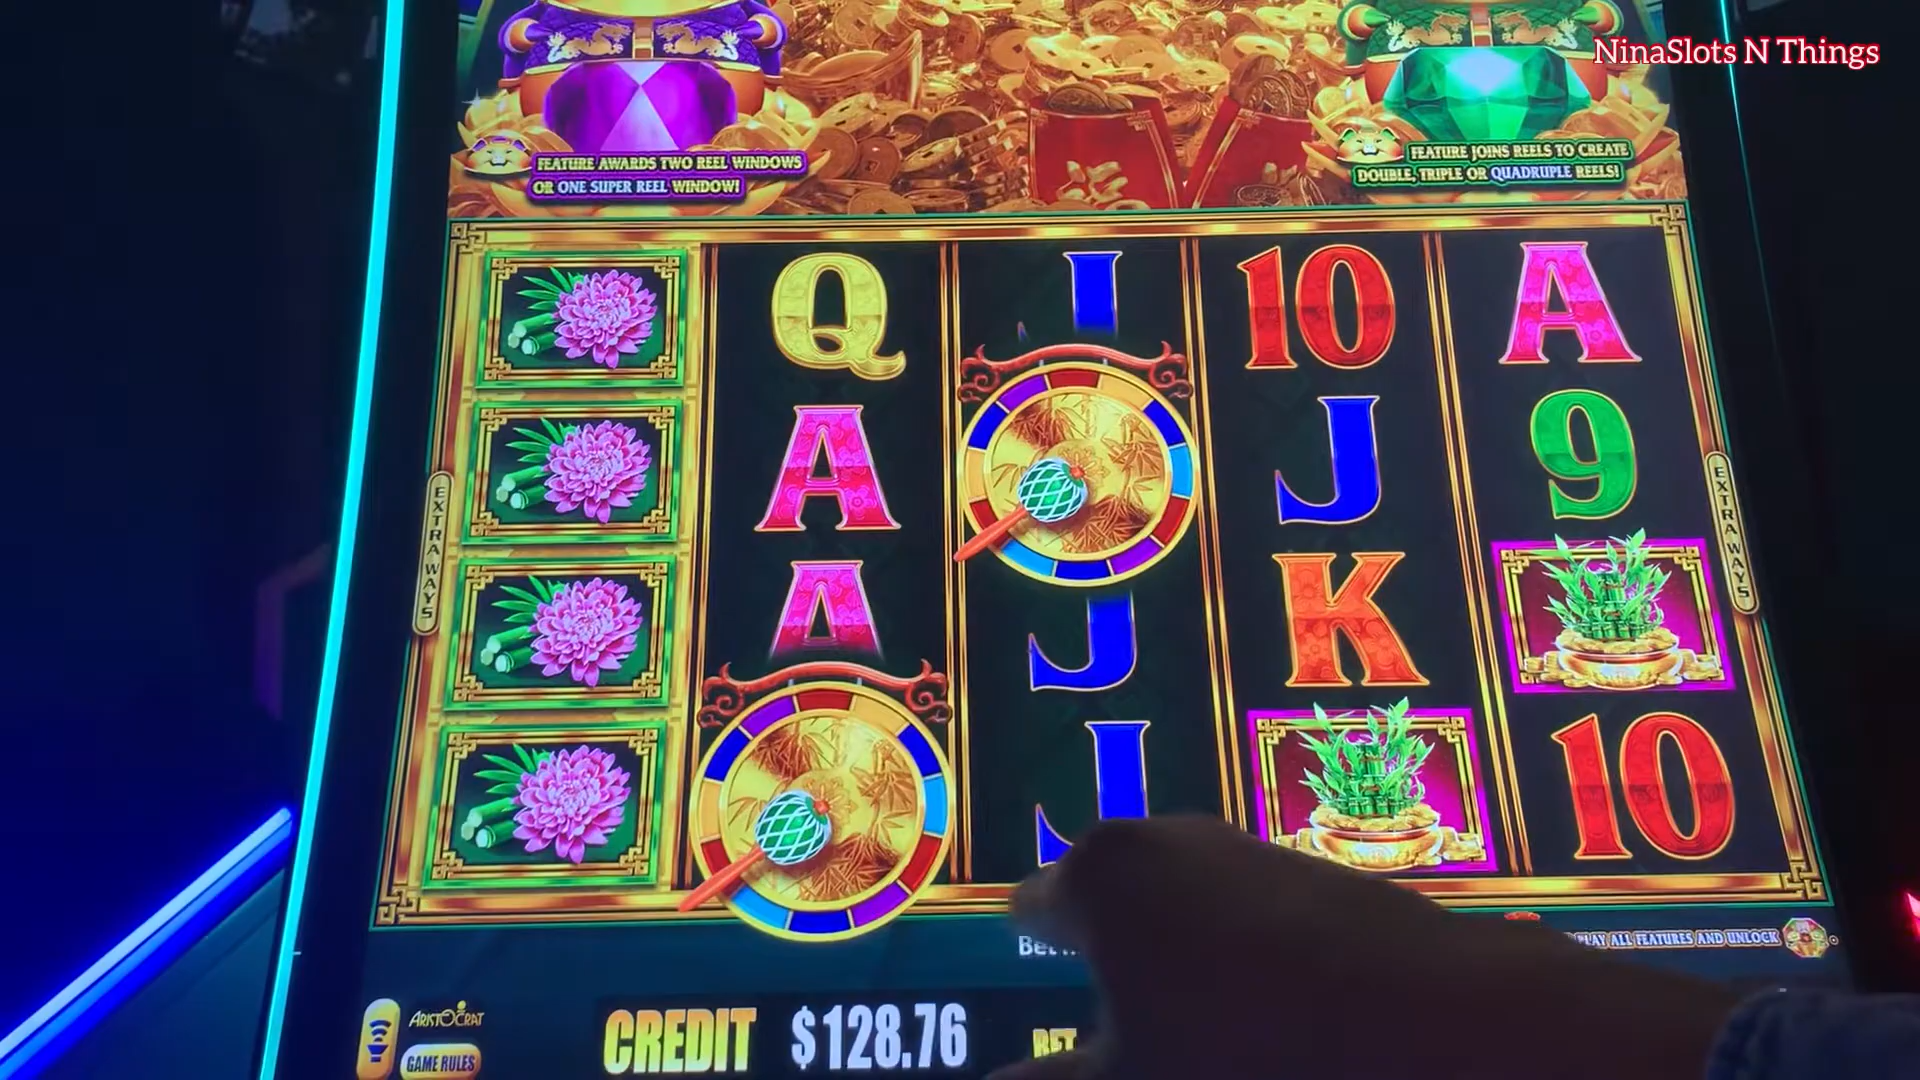 NinaSlots N Things
FEATURE AWARDS TWO REEL WINDOWS
OR ONE SUPER REEL WINDOW!
FEATURE JOINS REELS TO CREATE
DOUBLE, TRIPLE OR QUADRUPLE REELS!
Q J 10 A
A J 9
A J K
J 10
EXTRA WAYS
EXTRA WAYS
PLAY ALL FEATURES AND UNLOCK
ARISTOCRAT
GAME RULES
CREDIT $128.76 BET